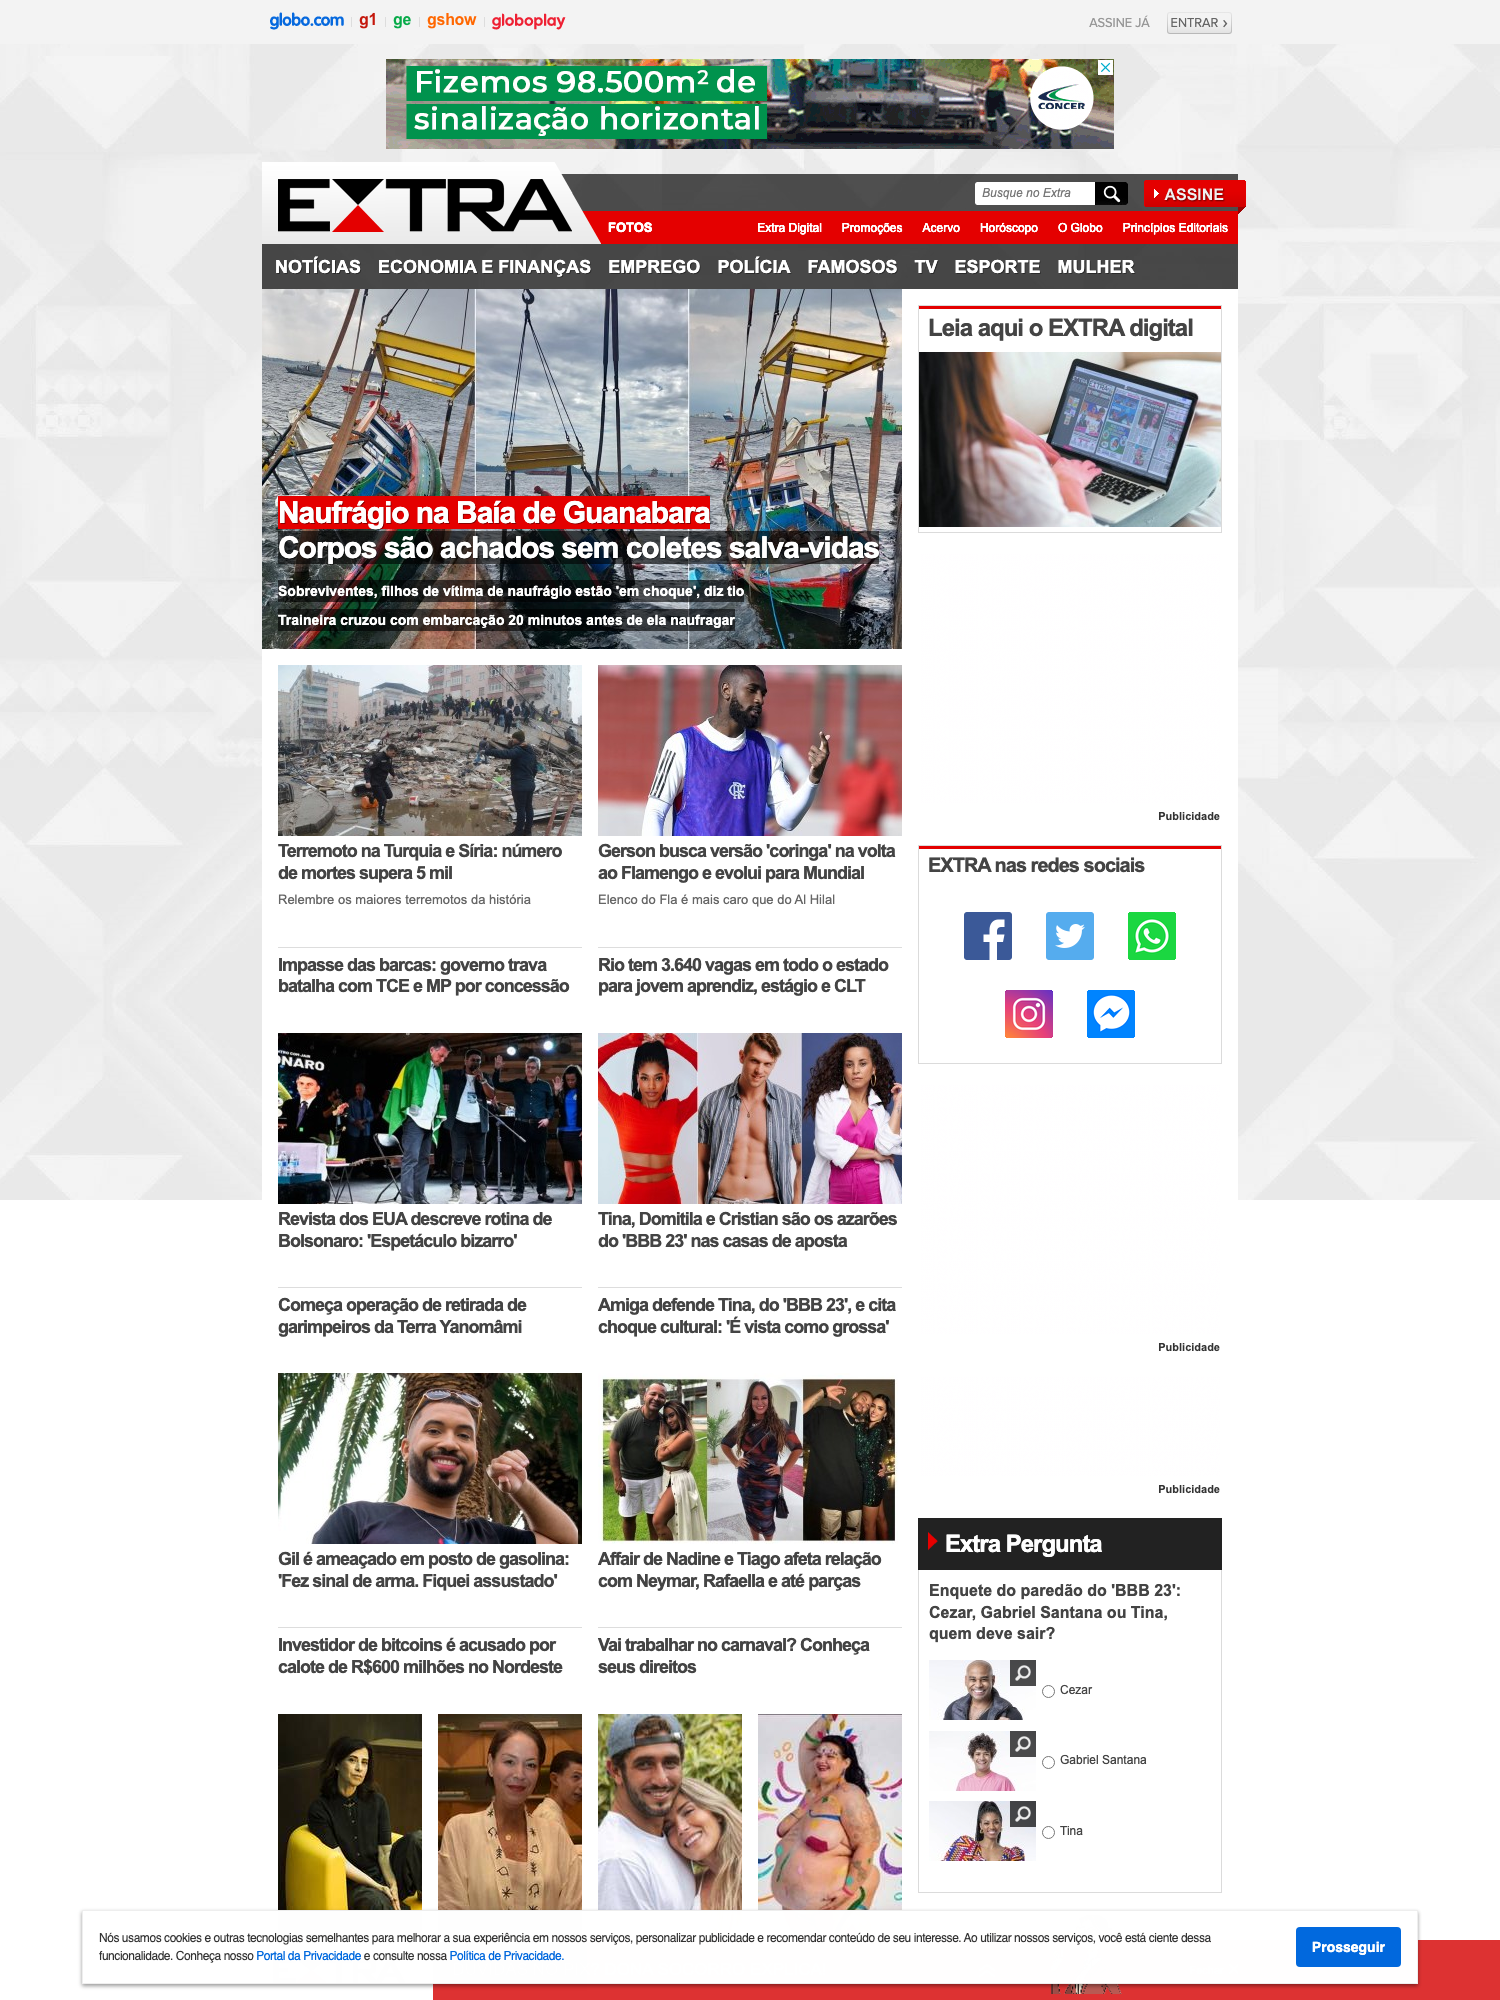 globo.com g1 ge gshow globoplay
ASSINE JÁ ENTRAR ›
Fizemos 98.500m² de
sinalização horizontal
CONCER
EXTRA
Busque no Extra
ASSINE
FOTOS
Extra Digital Promoções Acervo Horóscopo O Globo Princípios Editoriais
NOTÍCIAS ECONOMIA E FINANÇAS EMPREGO POLÍCIA FAMOSOS TV ESPORTE MULHER
Naufrágio na Baía de Guanabara
Corpos são achados sem coletes salva-vidas
Sobreviventes, filhos de vítima de naufrágio estão 'em choque', diz tio
Traineira cruzou com embarcação 20 minutos antes de ela naufragar
Leia aqui o EXTRA digital
Terremoto na Turquia e Síria: número
de mortes supera 5 mil
Relembre os maiores terremotos da história
Gerson busca versão 'coringa' na volta
ao Flamengo e evolui para Mundial
Elenco do Fla é mais caro que do Al Hilal
Publicidade
EXTRA nas redes sociais
Impasse das barcas: governo trava
batalha com TCE e MP por concessão
Rio tem 3.640 vagas em todo o estado
para jovem aprendiz, estágio e CLT
Revista dos EUA descreve rotina de
Bolsonaro: 'Espetáculo bizarro'
Tina, Domitila e Cristian são os azarões
do 'BBB 23' nas casas de aposta
Começa operação de retirada de
garimpeiros da Terra Yanomâmi
Amiga defende Tina, do 'BBB 23', e cita
choque cultural: 'É vista como grossa'
Publicidade
Gil é ameaçado em posto de gasolina:
'Fez sinal de arma. Fiquei assustado'
Affair de Nadine e Tiago afeta relação
com Neymar, Rafaella e até parças
Publicidade
Investidor de bitcoins é acusado por
calote de R$600 milhões no Nordeste
Vai trabalhar no carnaval? Conheça
seus direitos
Extra Pergunta
Enquete do paredão do 'BBB 23':
Cezar, Gabriel Santana ou Tina,
quem deve sair?
Cezar
Gabriel Santana
Tina
Nós usamos cookies e outras tecnologias semelhantes para melhorar a sua experiência em nossos serviços, personalizar publicidade e recomendar conteúdo de seu interesse. Ao utilizar nossos serviços, você está ciente dessa
funcionalidade. Conheça nosso Portal da Privacidade e consulte nossa Política de Privacidade.
Prosseguir